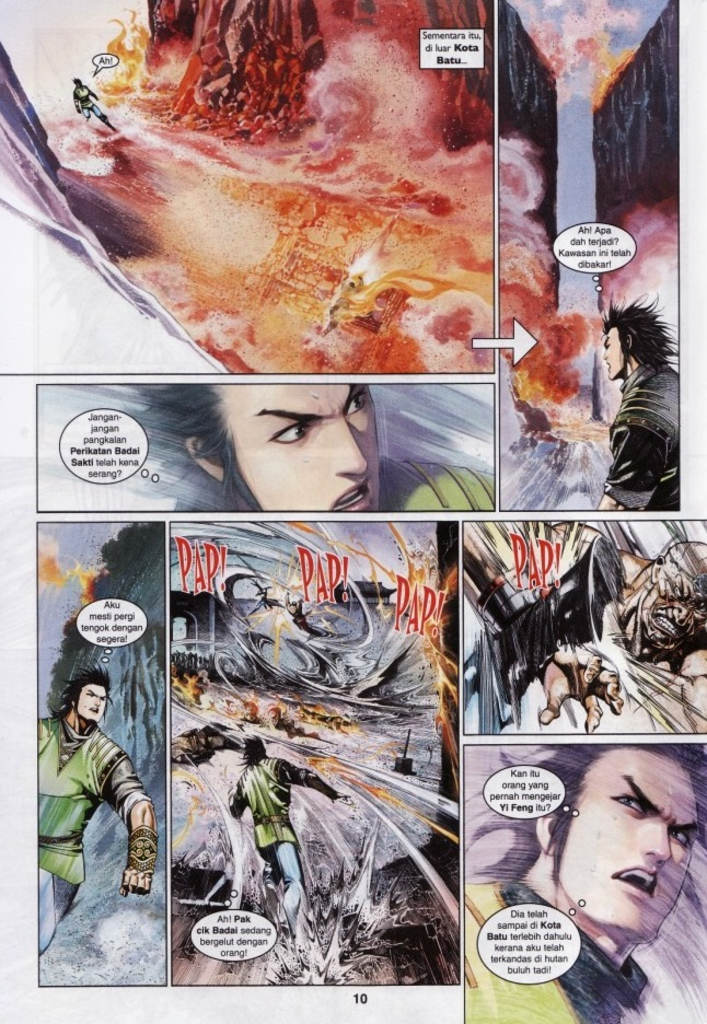 Sementara itu,
di luar Kota
Batu...
Ah!
Ah! Apa
dah terjadi?
Kawasan ini telah
dibakar!
Jangan-
jangan
pangkalan
Perikatan Badai
Sakti telah kena
serang?
Aku
mesti pergi
tengok dengan
segera!
PAP!
PAP!
PAP!
Ah! Pak
cik Badai sedang
bergelut dengan
orang!
PAP!
Kan itu
orang yang
pernah mengejar
Yi Feng itu?
Dia telah
sampai di Kota
Batu terlebih dahulu
kerana aku telah
terkandas di hutan
buluh tadi!
10